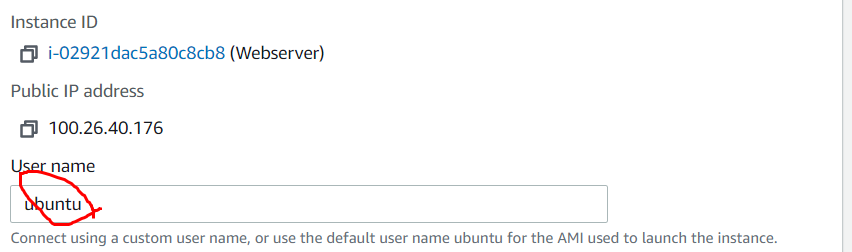 Instance ID
i-02921dac5a80c8cb8 (Webserver)
Public IP address
100.26.40.176
User name
ubuntu
Connect using a custom user name, or use the default user name ubuntu for the AMI used to launch the instance.